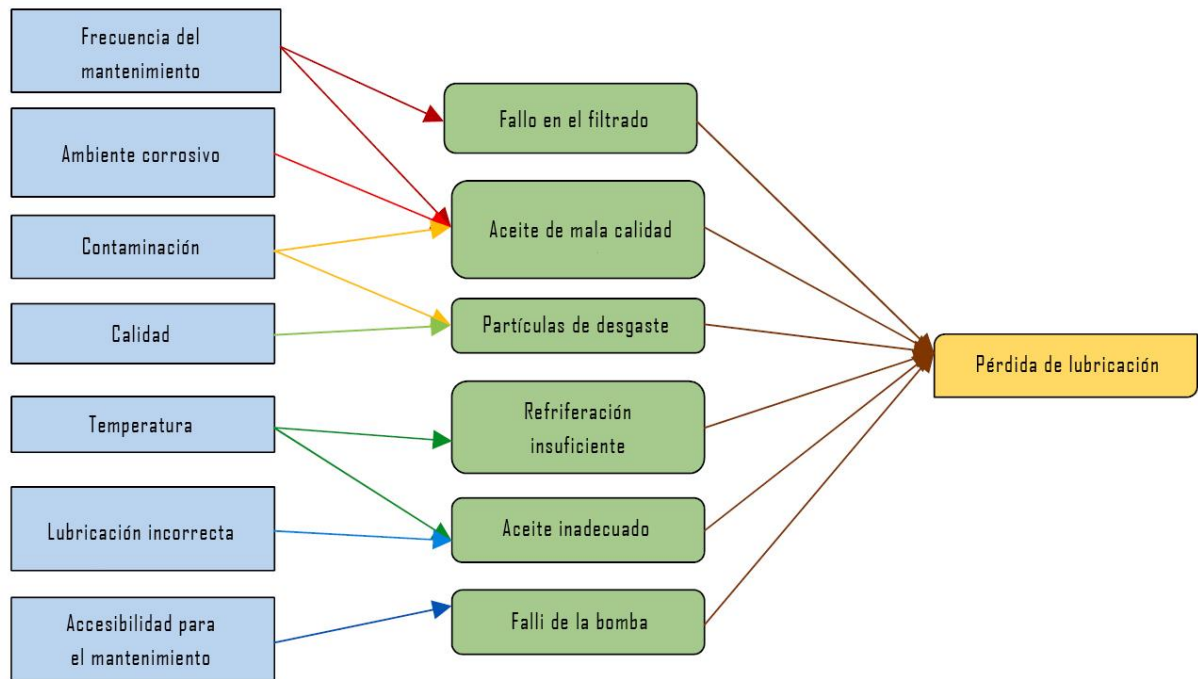 Frecuencia del
mantenimiento
Ambiente corrosivo
Contaminación
Calidad
Temperatura
Lubricación incorrecta
Accesibilidad para
el mantenimiento
Fallo en el filtrado
Aceite de mala calidad
Partículas de desgaste
Refriferación
insuficiente
Aceite inadecuado
Falli de la bomba
Pérdida de lubricación